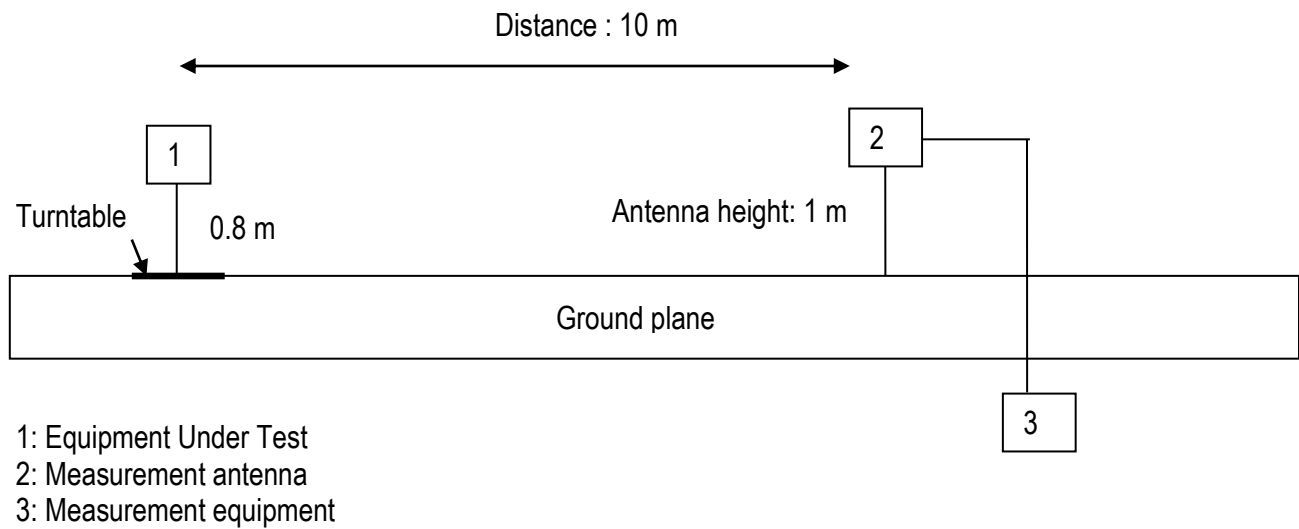 Distance : 10 m
1
2
Turntable
0.8 m
Antenna height: 1 m
Ground plane
3
1: Equipment Under Test
2: Measurement antenna
3: Measurement equipment